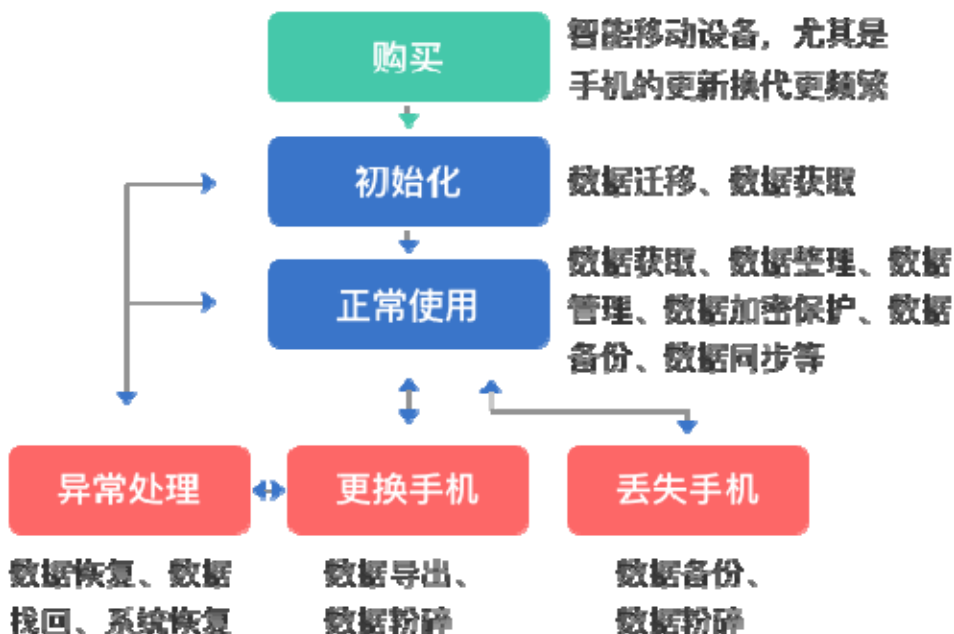 购买
智能移动设备，尤其是
手机的更新换代更频繁
初始化
数据迁移、数据获取
正常使用
数据获取、数据整理、数据
管理、数据加密保护、数据
备份、数据同步等
异常处理
更换手机
丢失手机
数据恢复、数据
找回、系统恢复
数据导出、
数据粉碎
数据备份、
数据粉碎